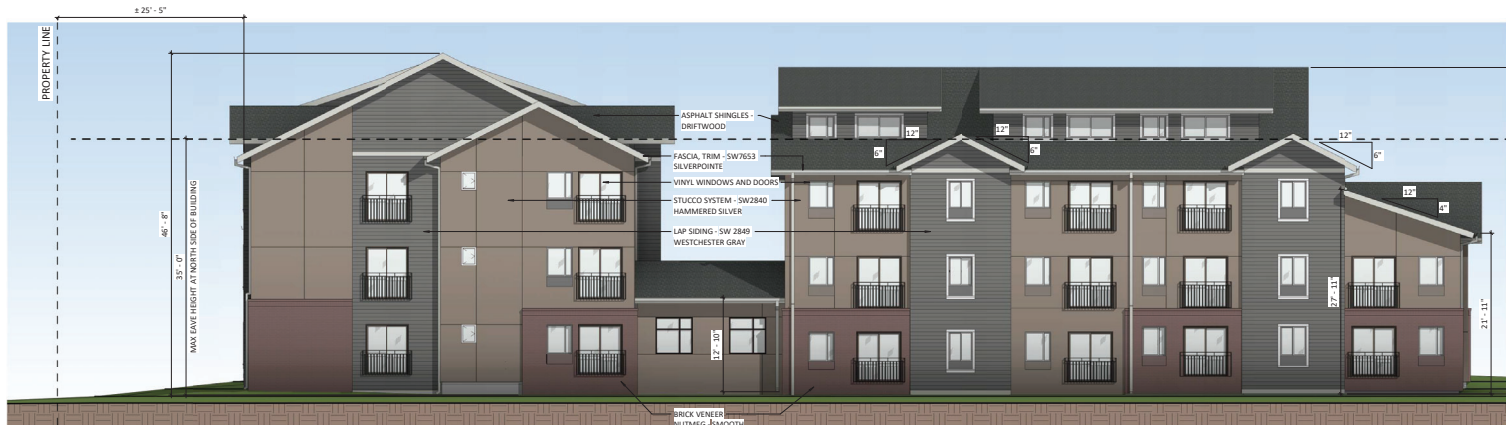 ± 25' - 5"
PROPERTY LINE
46' - 8"
35' - 0"
MAX EAVE HEIGHT AT NORTH SIDE OF BUILDING
ASPHALT SHINGLES -
DRIFTWOOD
FASCIA, TRIM - SW7653
SILVERPOINTE
VINYL WINDOWS AND DOORS
STUCCO SYSTEM - SW2840
HAMMERED SILVER
LAP SIDING - SW 2849
WESTCHESTER GRAY
12' - 10"
BRICK VENEER
NUTMEG - SMOOTH
12"
6"
12"
6"
12"
6"
12"
4"
27' - 11"
21' - 11"